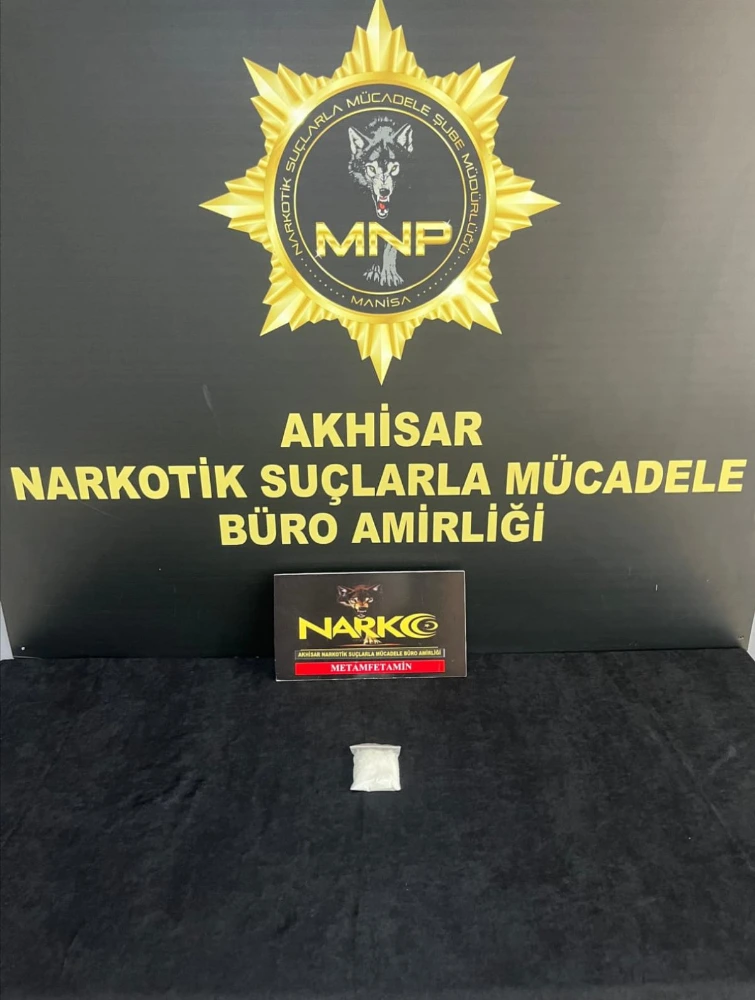 NARKOTİK SUÇLARLA MÜCADELE ŞUBE MÜDÜRLÜĞÜ
MNP
MANİSA
AKHİSAR
NARKOTİK SUÇLARLA MÜCADELE
BÜRO AMİRLİĞİ
NARKO
AKHİSAR NARKOTİK SUÇLARLA MÜCADELE BÜRO AMİRLİĞİ
METAMFETAMİN